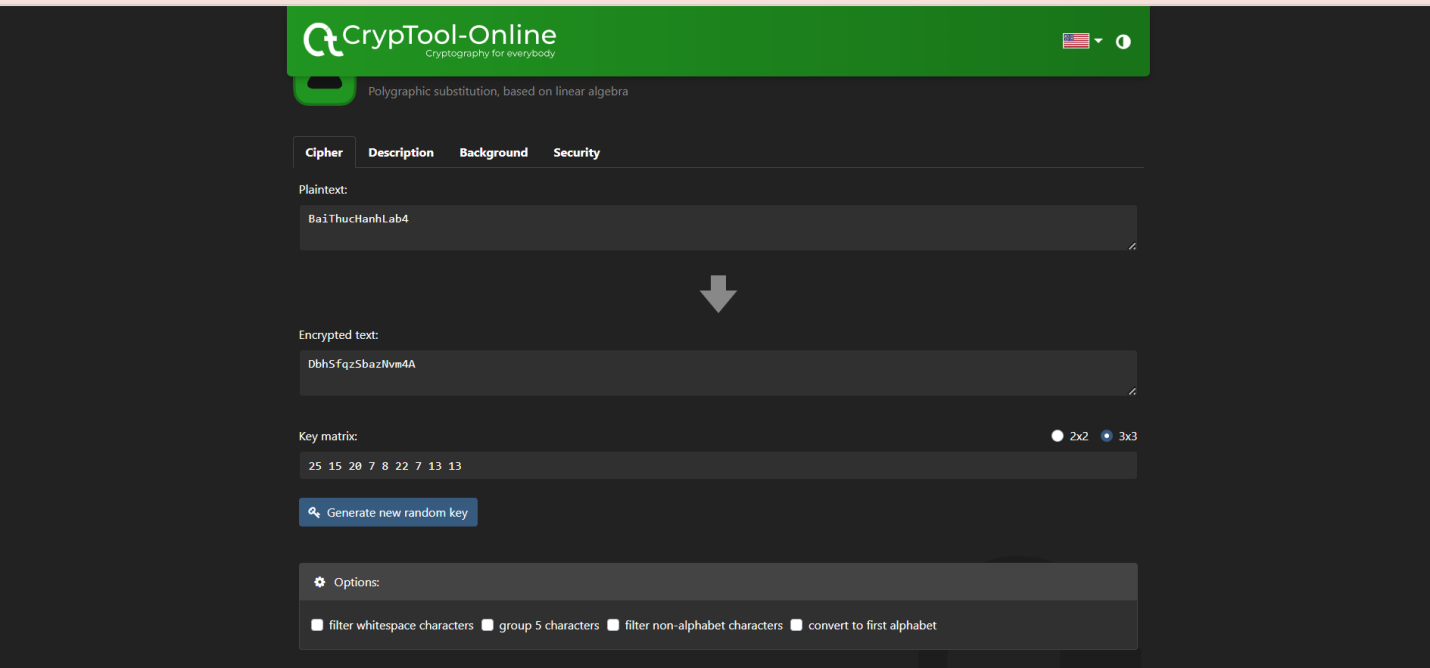 CrypTool-Online
Cryptography for everybody
Polygraphic substitution, based on linear algebra
Cipher Description Background Security
Plaintext:
BaiThucHanhLab4
Encrypted text:
DbhSfqzSbazNvm4A
Key matrix: 2x2 3x3
25 15 20 7 8 22 7 13 13
Generate new random key
Options:
filter whitespace characters group 5 characters filter non-alphabet characters convert to first alphabet